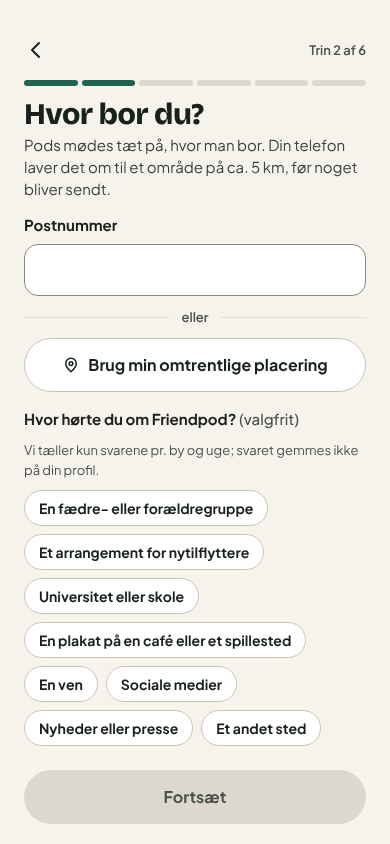 Trin 2 af 6
Hvor bor du?
Pods mødes tæt på, hvor man bor. Din telefon
laver det om til et område på ca. 5 km, før noget
bliver sendt.
Postnummer
eller
Brug min omtrentlige placering
Hvor hørte du om Friendpod? (valgfrit)
Vi tæller kun svarene pr. by og uge; svaret gemmes ikke
på din profil.
En fædre- eller forældregruppe
Et arrangement for nytilflyttere
Universitet eller skole
En plakat på en café eller et spillested
En ven Sociale medier
Nyheder eller presse Et andet sted
Fortsæt